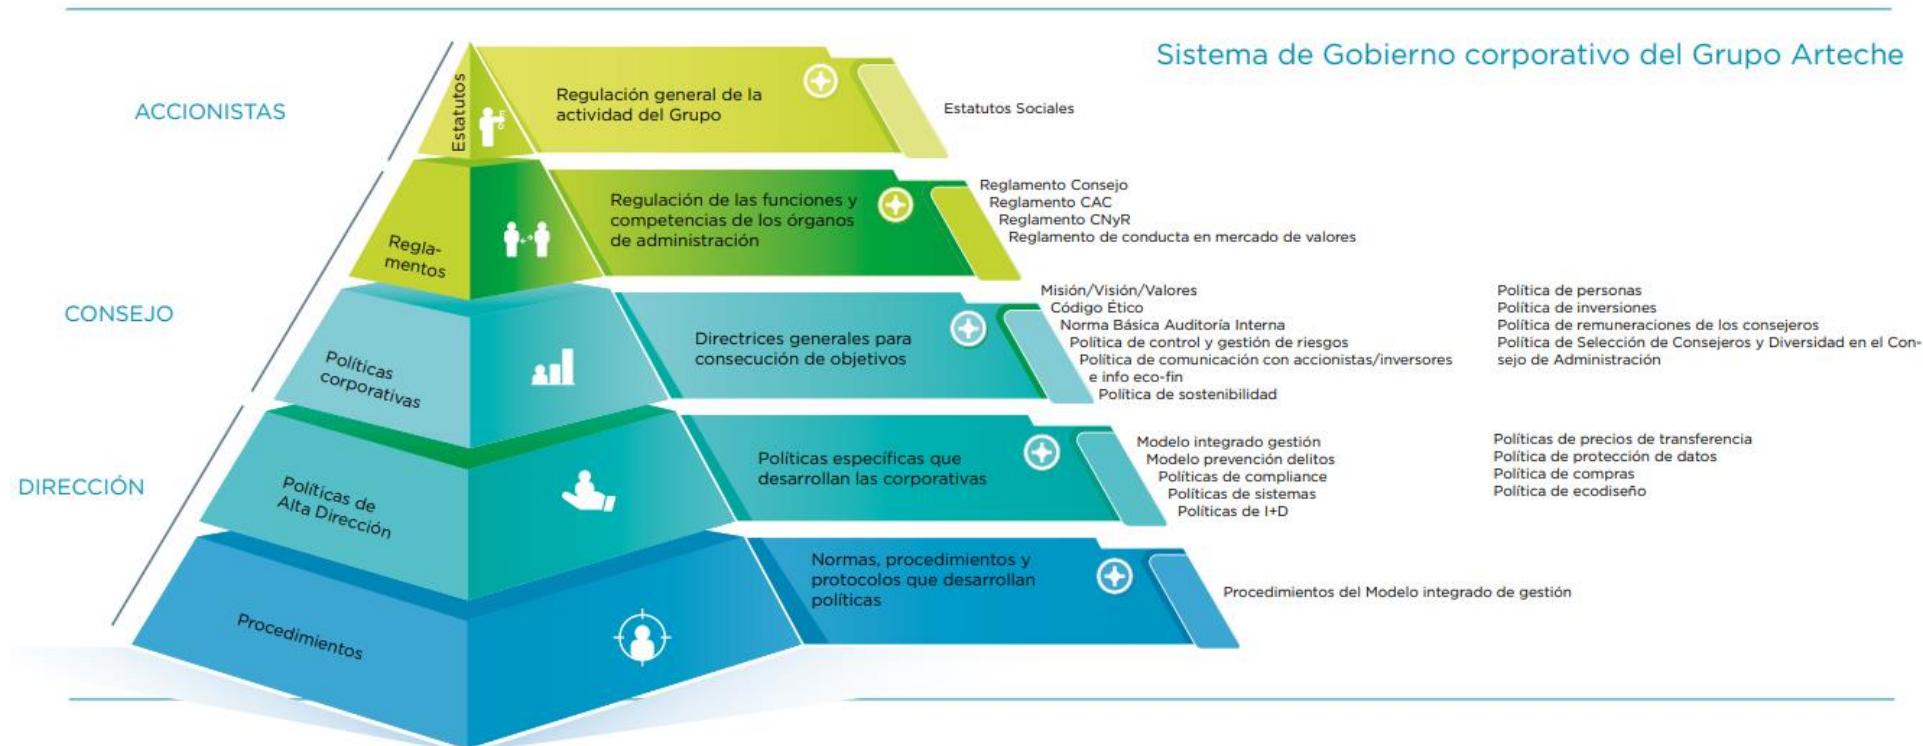 Sistema de Gobierno corporativo del Grupo Arteche
ACCIONISTAS
Estatutos
Regulación general de la
actividad del Grupo
Estatutos Sociales
CONSEJO
Regla-
mentos
Regulación de las funciones y
competencias de los órganos
de administración
Reglamento Consejo
Reglamento CAC
Reglamento CNyR
Reglamento de conducta en mercado de valores
Políticas
corporativas
Directrices generales para
consecución de objetivos
Misión/Visión/Valores
Código Ético
Norma Básica Auditoría Interna
Política de control y gestión de riesgos
Política de comunicación con accionistas/inversores
e info eco-fin
Política de sostenibilidad
Política de personas
Política de inversiones
Política de remuneraciones de los consejeros
Política de Selección de Consejeros y Diversidad en el Con-
sejo de Administración
DIRECCIÓN
Políticas de
Alta Dirección
Políticas específicas que
desarrollan las corporativas
Modelo integrado gestión
Modelo prevención delitos
Políticas de compliance
Políticas de sistemas
Políticas de I+D
Políticas de precios de transferencia
Política de protección de datos
Política de compras
Política de ecodiseño
Procedimientos
Normas, procedimientos y
protocolos que desarrollan
políticas
Procedimientos del Modelo integrado de gestión